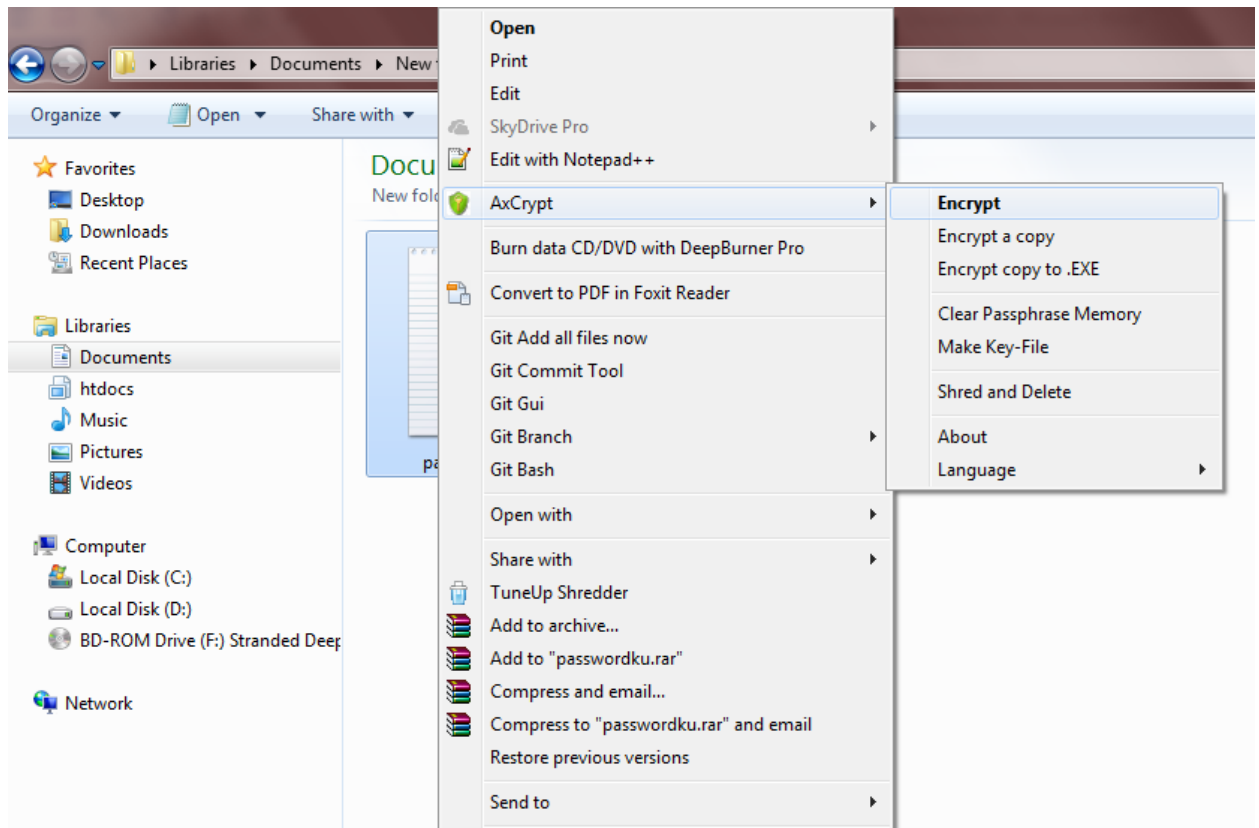 Libraries
Documents
New
Organize
Open
Share with
Favorites
Desktop
Downloads
Recent Places
Libraries
Documents
htdocs
Music
Pictures
Videos
Computer
Local Disk (C:)
Local Disk (D:)
BD-ROM Drive (F:) Stranded Deep
Network
New
Open
Print
Edit
SkyDrive Pro
Edit with Notepad++
AxCrypt
Burn data CD/DVD with DeepBurner Pro
Convert to PDF in Foxit Reader
Git Add all files now
Git Commit Tool
Git Gui
Git Branch
Git Bash
Open with
Share with
TuneUp Shredder
Add to archive...
Add to "passwordku.rar"
Compress and email...
Compress to "passwordku.rar" and email
Restore previous versions
Send to
Encrypt
Encrypt a copy
Encrypt copy to .EXE
Clear Passphrase Memory
Make Key-File
Shred and Delete
About
Language